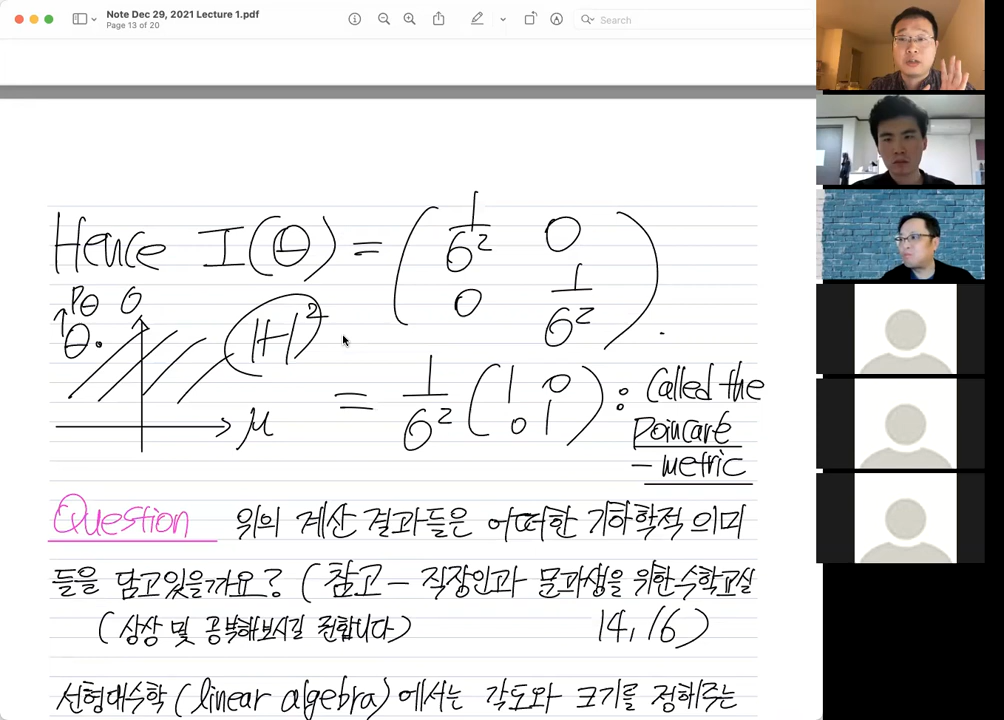 Note Dec 29, 2021 Lecture 1.pdf
Page 13 of 20
Search
Hence I(θ) = ( 1/σ² 0
0 1/σ² ).
Pθ σ
θ. |H|² μ
= 1/σ² ( 1 0
0 1 ) : Called the
Poincaré
- metric
Question 위의 계산 결과들은 어떠한 기하학적 의미
들을 담고있을까요? ( 참고 - 직장인과 문과생을 위한 수학교실
( 상상 및 공부해보시길 권합니다 ) 14, 16 )
선형대수학 ( linear algebra ) 에서는 각도와 크기를 정해주는